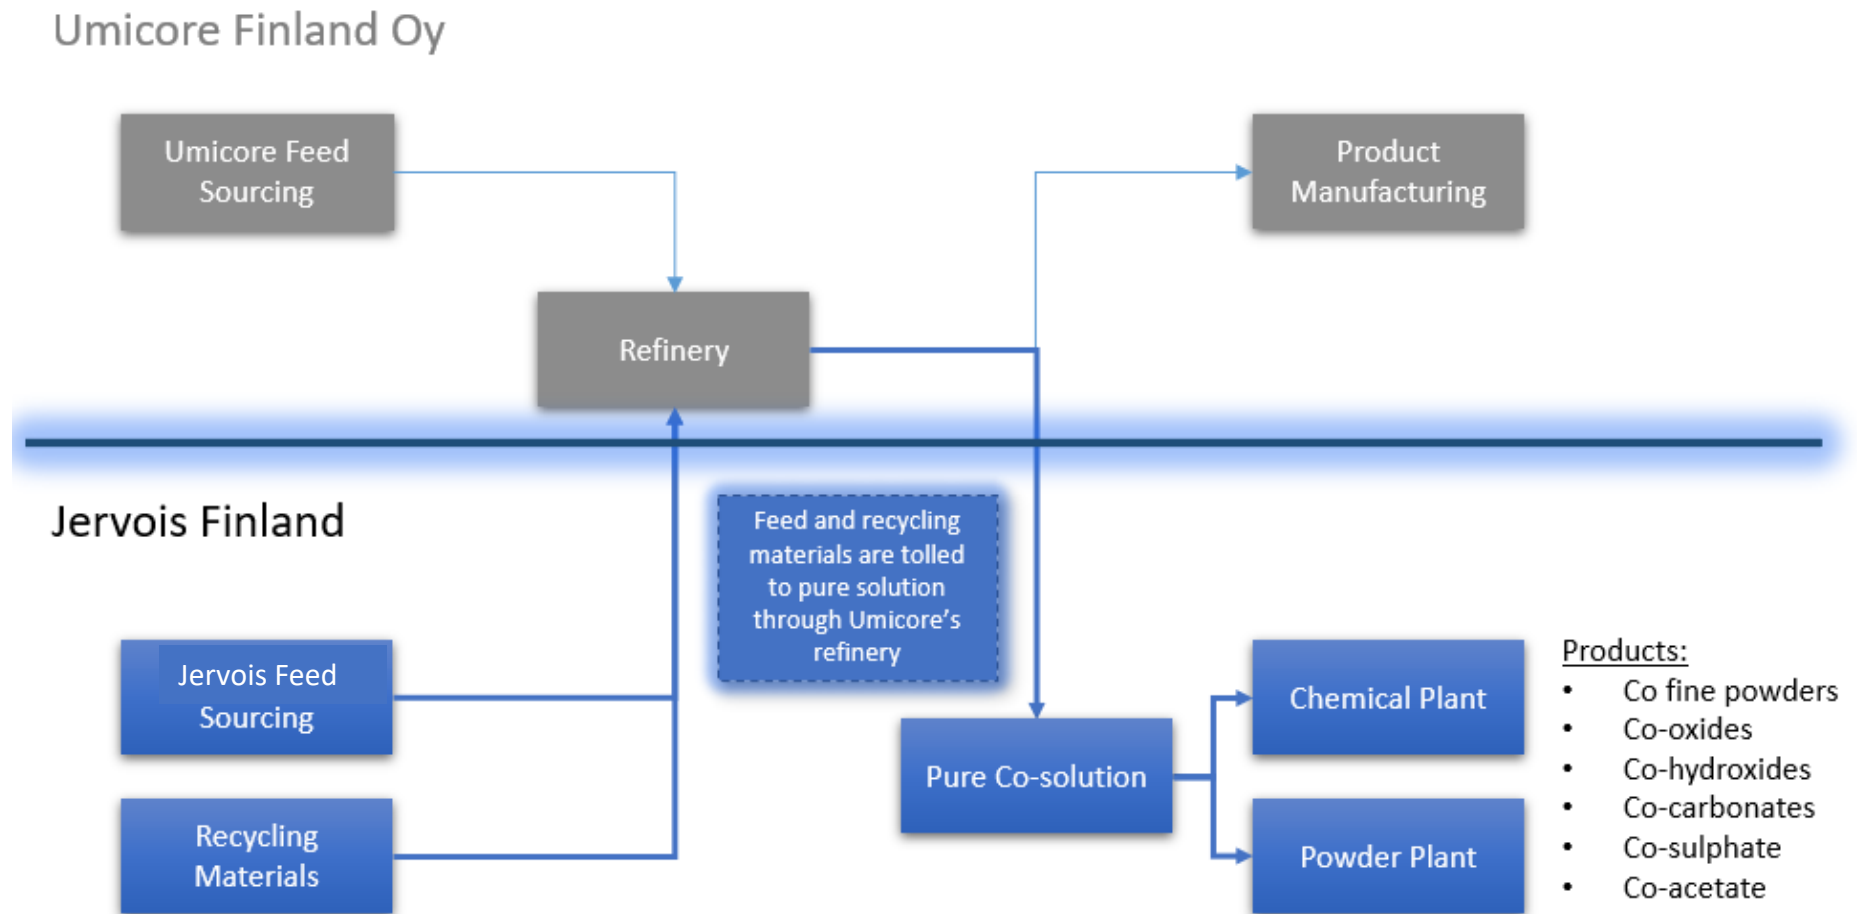 Umicore Finland Oy
Umicore Feed
Sourcing
Product
Manufacturing
Refinery
Jervois Finland
Feed and recycling
materials are tolled
to pure solution
through Umicore's
refinery
Jervois Feed
Sourcing
Recycling
Materials
Pure Co-solution
Chemical Plant
Powder Plant
Products:
• Co fine powders
• Co-oxides
• Co-hydroxides
• Co-carbonates
• Co-sulphate
• Co-acetate